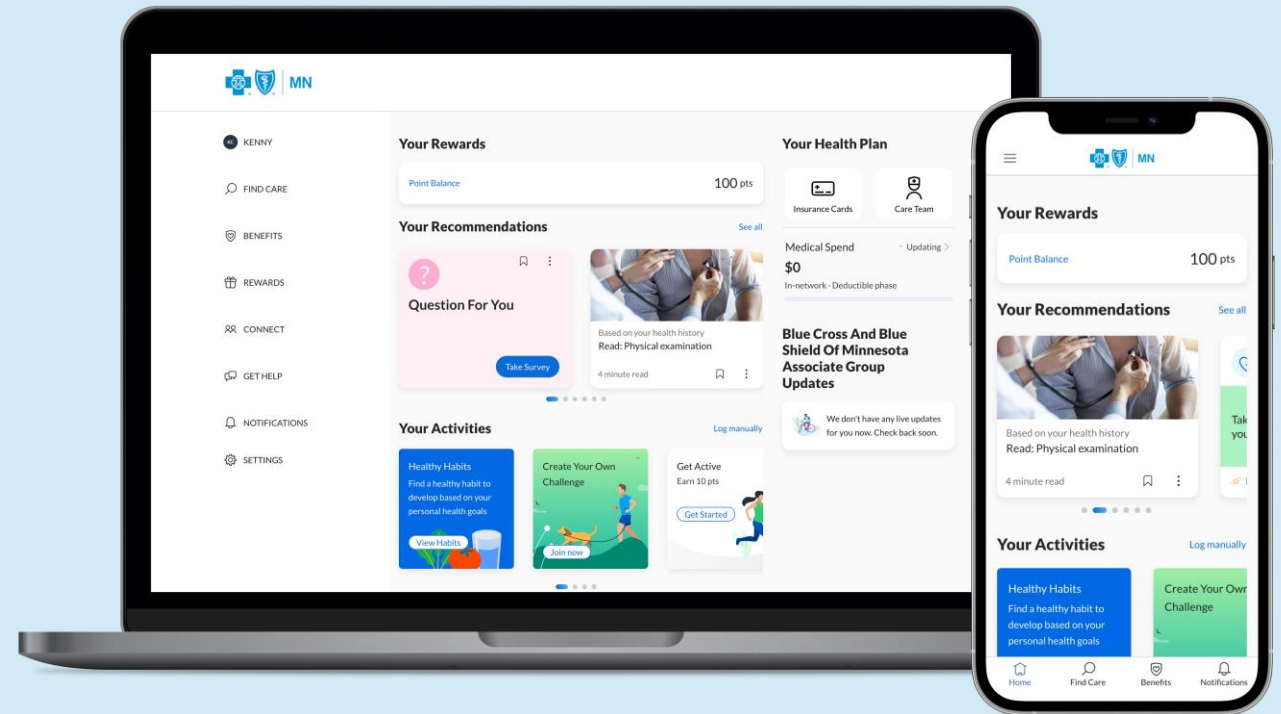 MN
KC
KENNY
FIND CARE
BENEFITS
REWARDS
CONNECT
GET HELP
NOTIFICATIONS
SETTINGS
Your Rewards
Point Balance
100 pts
Your Recommendations
See all
?
Question For You
Take Survey
Based on your health history
Read: Physical examination
4 minute read
Your Activities
Log manually
Healthy Habits
Find a healthy habit to
develop based on your
personal health goals
View Habits
Create Your Own
Challenge
Join now
Get Active
Earn 10 pts
Get Started
Your Health Plan
Insurance Cards
Care Team
Medical Spend
Updating
$0
In-network · Deductible phase
Blue Cross And Blue
Shield Of Minnesota
Associate Group
Updates
We don't have any live updates
for you now. Check back soon.
MN
Your Rewards
Point Balance
100 pts
Your Recommendations
See all
Based on your health history
Read: Physical examination
4 minute read
Your Activities
Log manually
Healthy Habits
Find a healthy habit to
develop based on your
personal health goals
Create Your Own
Challenge
Home
Find Care
Benefits
Notifications